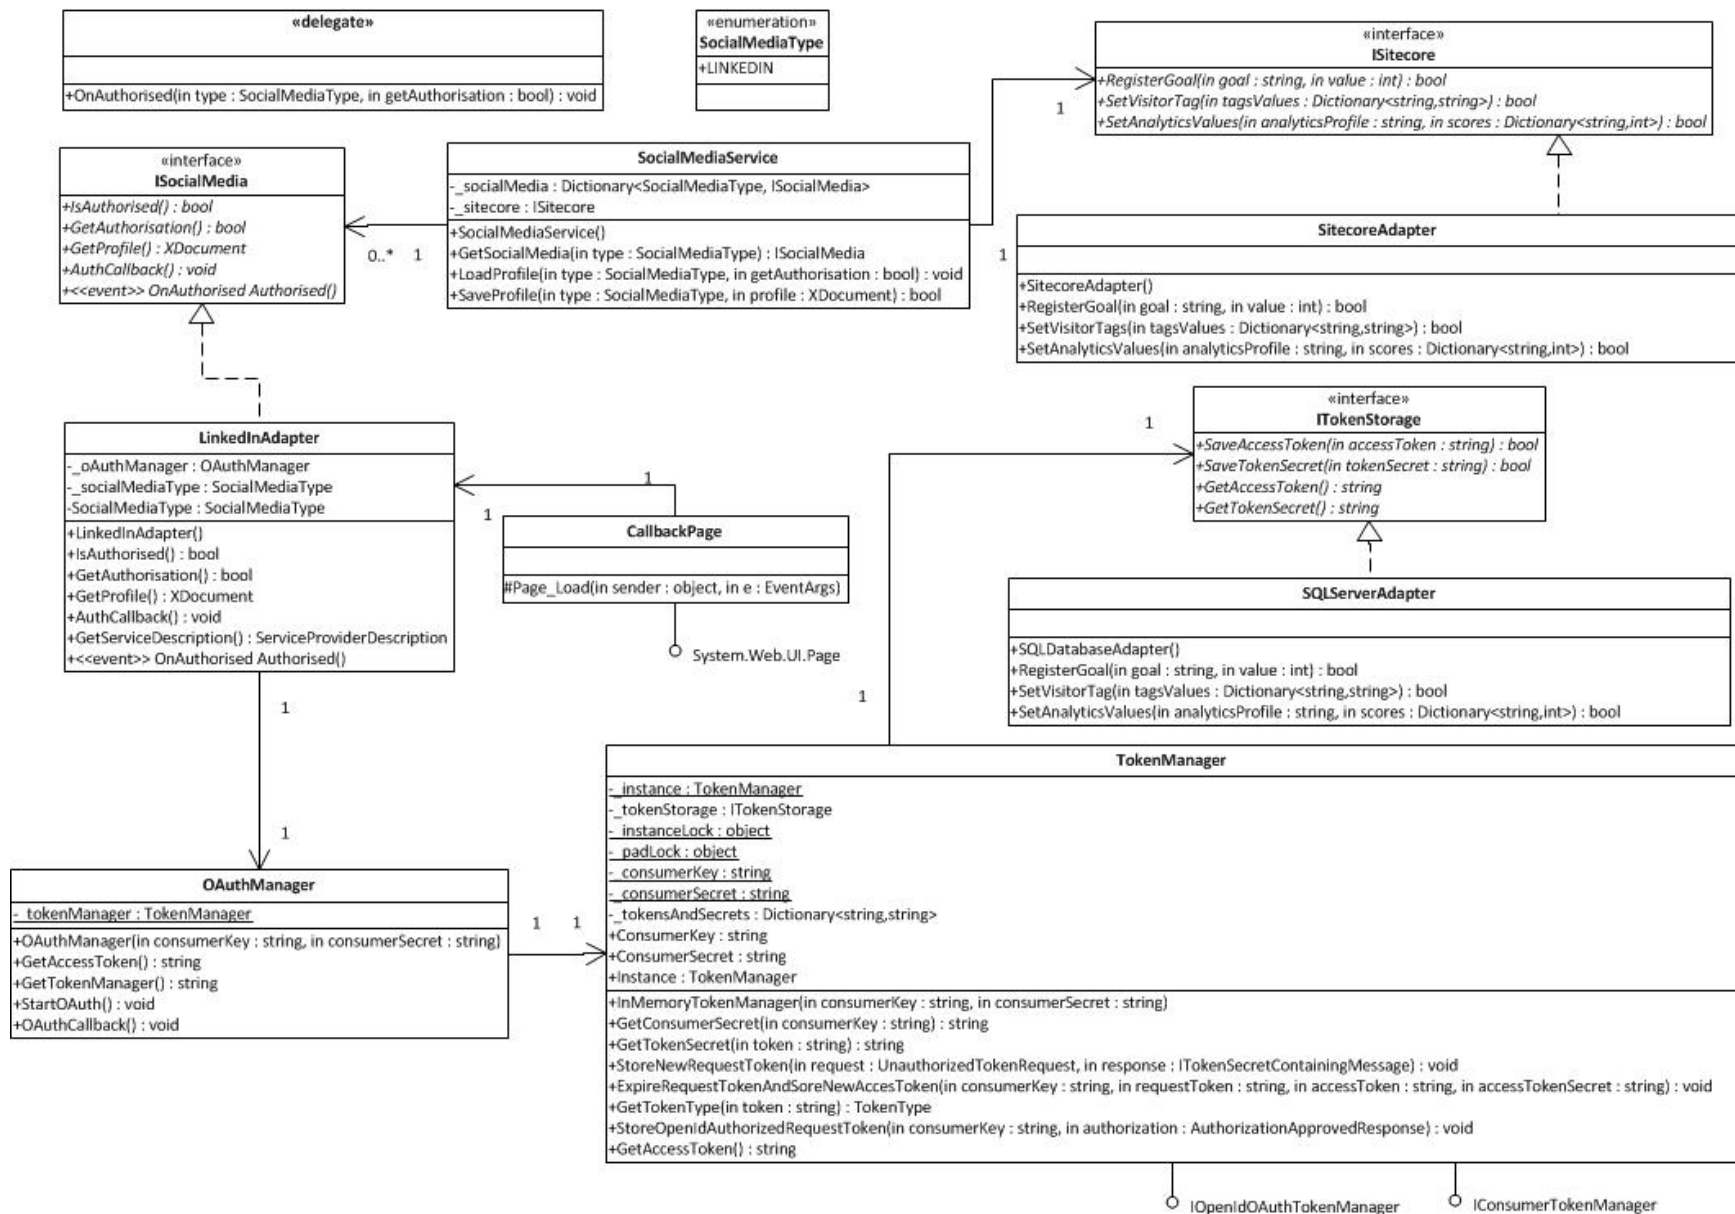 «delegate»
+OnAuthorised(in type : SocialMediaType, in getAuthorisation : bool) : void
«enumeration»
SocialMediaType
+LINKEDIN
«interface»
ISitecore
+RegisterGoal(in goal : string, in value : int) : bool
+SetVisitorTag(in tagsValues : Dictionary<string,string>) : bool
+SetAnalyticsValues(in analyticsProfile : string, in scores : Dictionary<string,int>) : bool
1
1
«interface»
ISocialMedia
+IsAuthorised() : bool
+GetAuthorisation() : bool
+GetProfile() : XDocument
+AuthCallback() : void
+<<event>> OnAuthorised Authorised()
0..*
1
SocialMediaService
-_socialMedia : Dictionary<SocialMediaType, ISocialMedia>
-_sitecore : ISitecore
+SocialMediaService()
+GetSocialMedia(in type : SocialMediaType) : ISocialMedia
+LoadProfile(in type : SocialMediaType, in getAuthorisation : bool) : void
+SaveProfile(in type : SocialMediaType, in profile : XDocument) : bool
SitecoreAdapter
+SitecoreAdapter()
+RegisterGoal(in goal : string, in value : int) : bool
+SetVisitorTags(in tagsValues : Dictionary<string,string>) : bool
+SetAnalyticsValues(in analyticsProfile : string, in scores : Dictionary<string,int>) : bool
«interface»
ITokenStorage
+SaveAccessToken(in accessToken : string) : bool
+SaveTokenSecret(in tokenSecret : string) : bool
+GetAccessToken() : string
+GetTokenSecret() : string
1
1
LinkedInAdapter
-_oAuthManager : OAuthManager
-_socialMediaType : SocialMediaType
-SocialMediaType : SocialMediaType
+LinkedInAdapter()
+IsAuthorised() : bool
+GetAuthorisation() : bool
+GetProfile() : XDocument
+AuthCallback() : void
+GetServiceDescription() : ServiceProviderDescription
+<<event>> OnAuthorised Authorised()
1
1
CallbackPage
#Page_Load(in sender : object, in e : EventArgs)
System.Web.UI.Page
SQLServerAdapter
+SQLDatabaseAdapter()
+RegisterGoal(in goal : string, in value : int) : bool
+SetVisitorTag(in tagsValues : Dictionary<string,string>) : bool
+SetAnalyticsValues(in analyticsProfile : string, in scores : Dictionary<string,int>) : bool
1
1
OAuthManager
-_tokenManager : TokenManager
+OAuthManager(in consumerKey : string, in consumerSecret : string)
+GetAccessToken() : string
+GetTokenManager() : string
+StartOAuth() : void
+OAuthCallback() : void
1
1
TokenManager
-_instance : TokenManager
-_tokenStorage : ITokenStorage
-_instanceLock : object
-_padLock : object
-_consumerKey : string
-_consumerSecret : string
-_tokensAndSecrets : Dictionary<string,string>
+ConsumerKey : string
+ConsumerSecret : string
+Instance : TokenManager
+InMemoryTokenManager(in consumerKey : string, in consumerSecret : string)
+GetConsumerSecret(in consumerKey : string) : string
+GetTokenSecret(in token : string) : string
+StoreNewRequestToken(in request : UnauthorizedTokenRequest, in response : ITokenSecretContainingMessage) : void
+ExpireRequestTokenAndSoreNewAccesToken(in consumerKey : string, in requestToken : string, in accessToken : string, in accessTokenSecret : string) : void
+GetTokenType(in token : string) : TokenType
+StoreOpenIdAuthorizedRequestToken(in consumerKey : string, in authorization : AuthorizationApprovedResponse) : void
+GetAccessToken() : string
IOpenIdOAuthTokenManager
IConsumerTokenManager